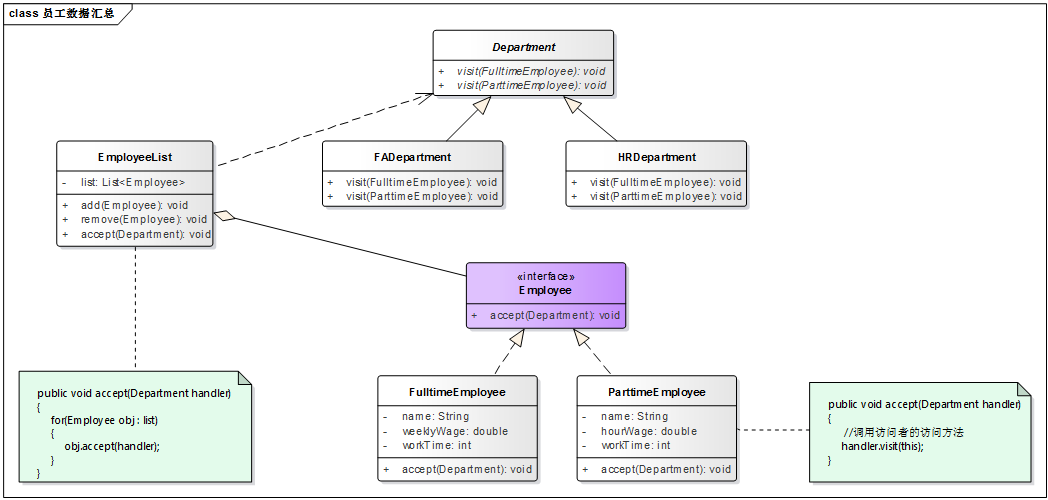 class 员工数据汇总
Department
+ visit(FulltimeEmployee): void
+ visit(ParttimeEmployee): void
EmployeeList
- list: List<Employee>
+ add(Employee): void
+ remove(Employee): void
+ accept(Department): void
FADepartment
+ visit(FulltimeEmployee): void
+ visit(ParttimeEmployee): void
HRDepartment
+ visit(FulltimeEmployee): void
+ visit(ParttimeEmployee): void
«interface»
Employee
+ accept(Department): void
public void accept(Department handler)
{
for(Employee obj : list)
{
obj.accept(handler);
}
}
FulltimeEmployee
- name: String
- weeklyWage: double
- workTime: int
+ accept(Department): void
ParttimeEmployee
- name: String
- hourWage: double
- workTime: int
+ accept(Department): void
public void accept(Department handler)
{
//调用访问者的访问方法
handler.visit(this);
}